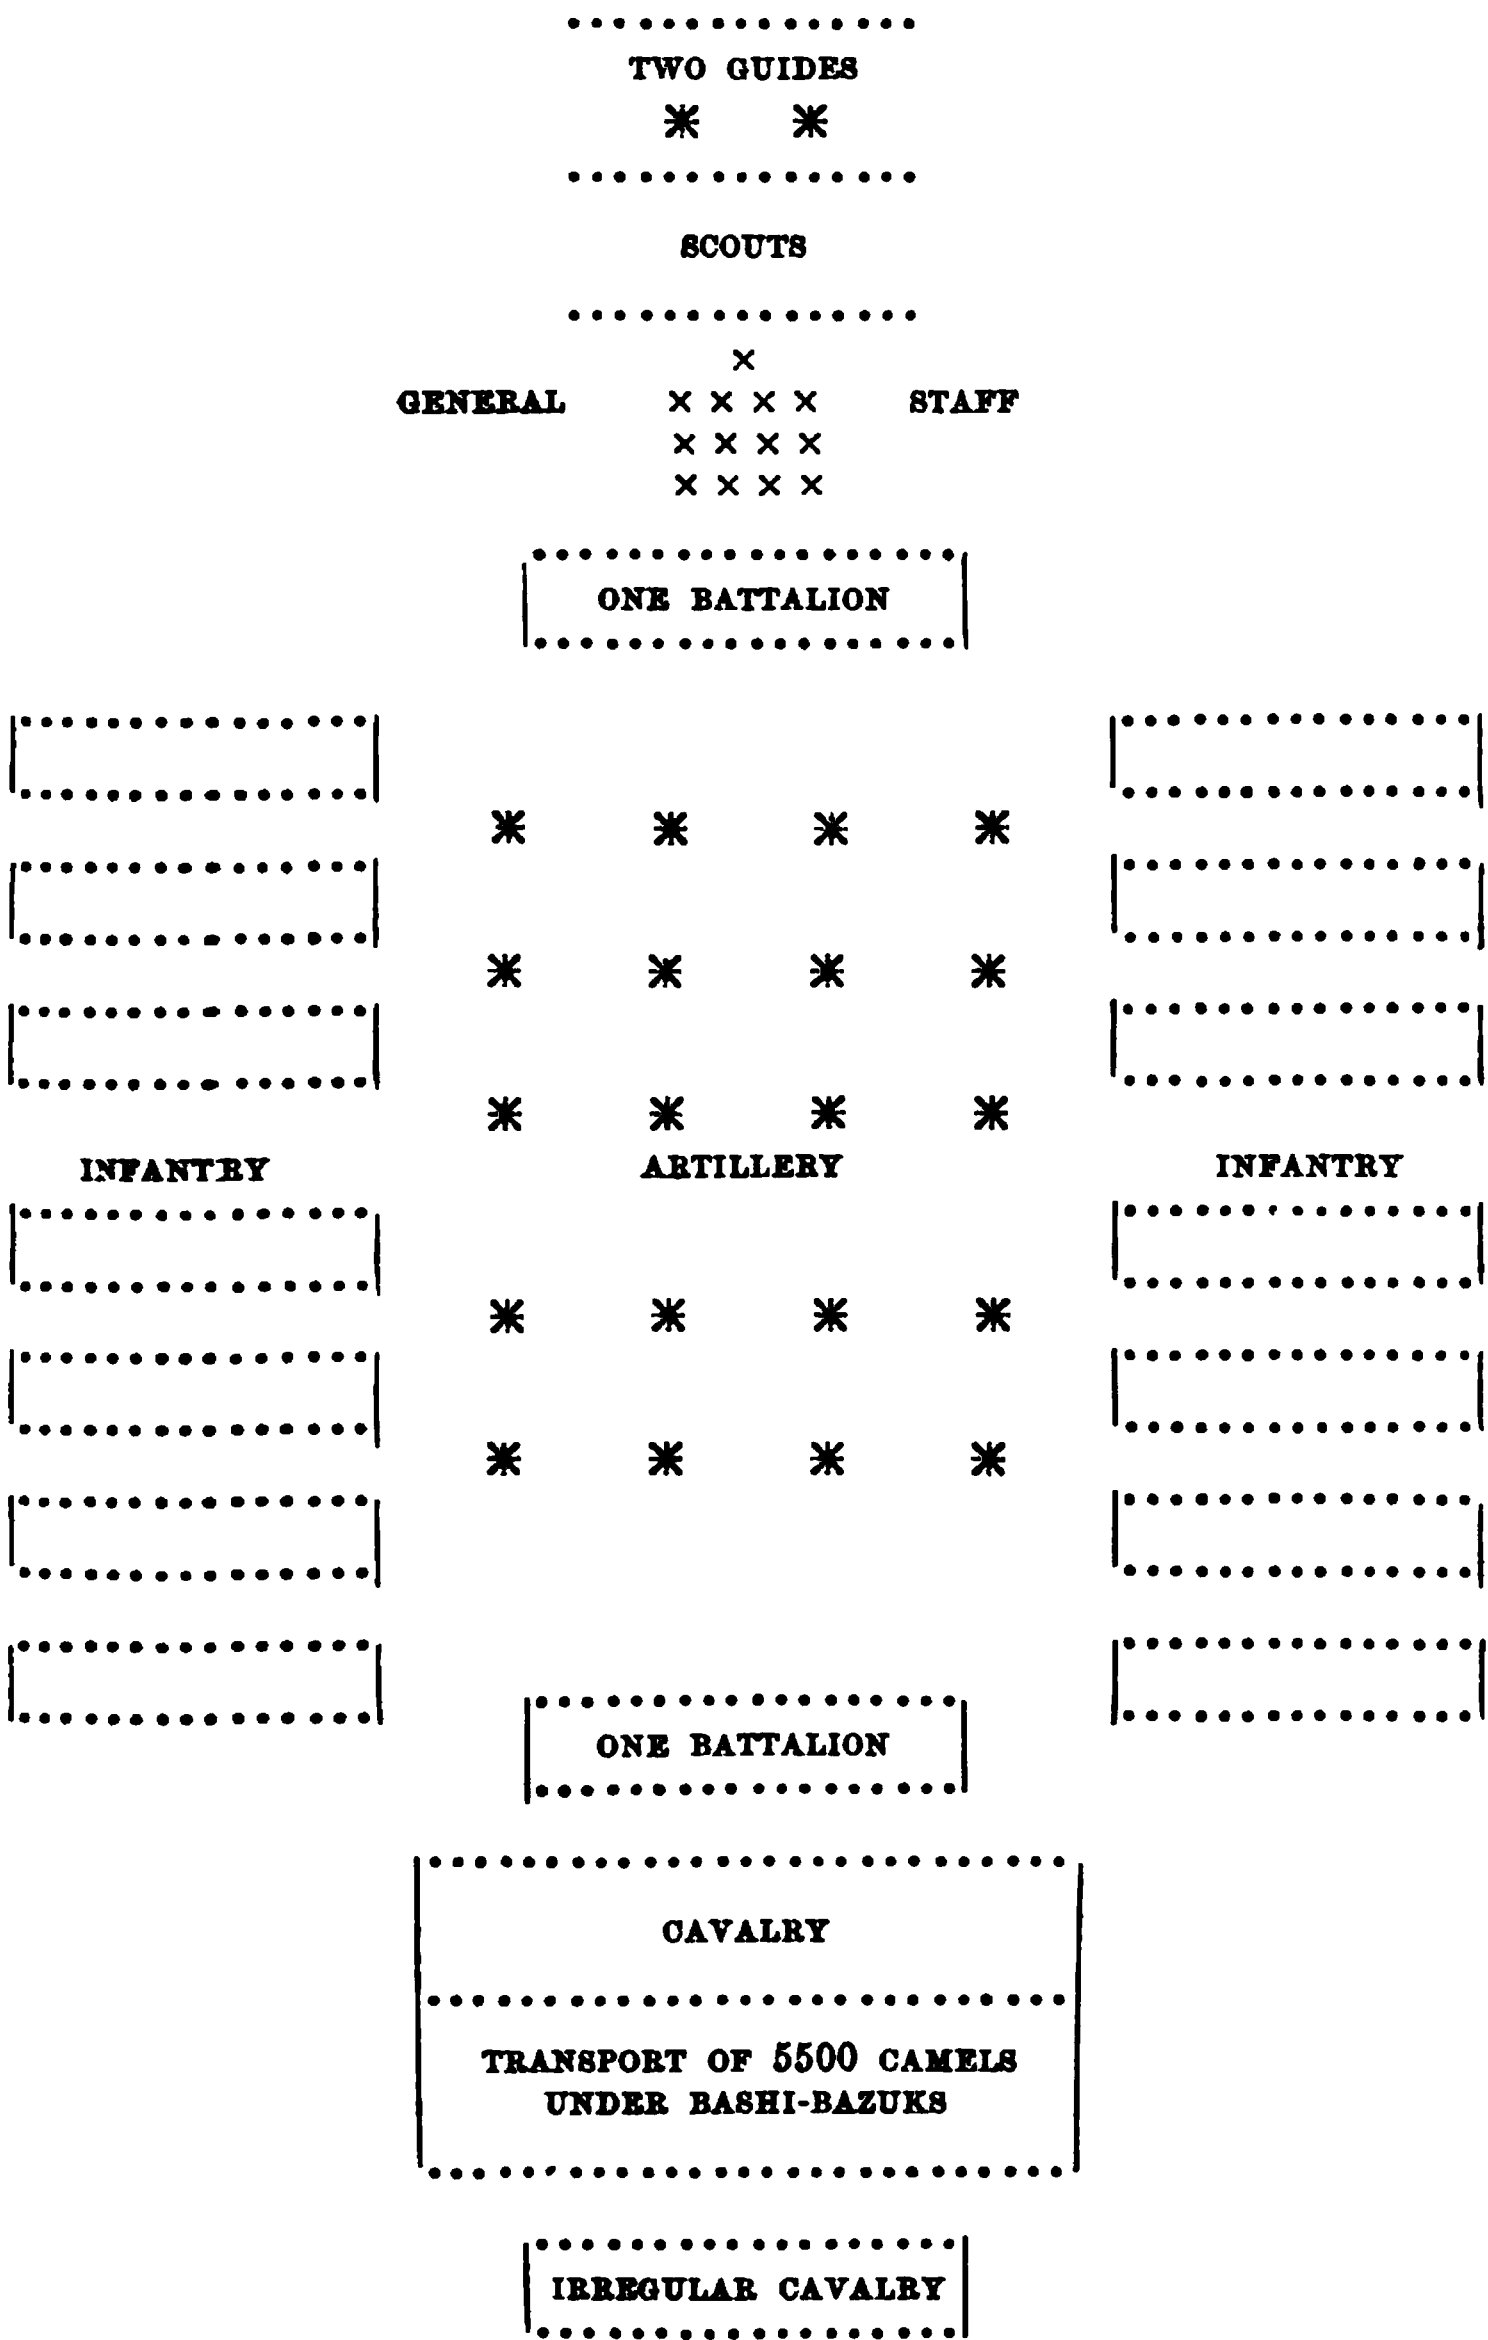 TWO GUIDES
SCOUTS
GENERAL STAFF
ONE BATTALION
INFANTRY ARTILLERY INFANTRY
ONE BATTALION
CAVALRY
TRANSPORT OF 5500 CAMELS
UNDER BASHI-BAZUKS
IRREGULAR CAVALRY